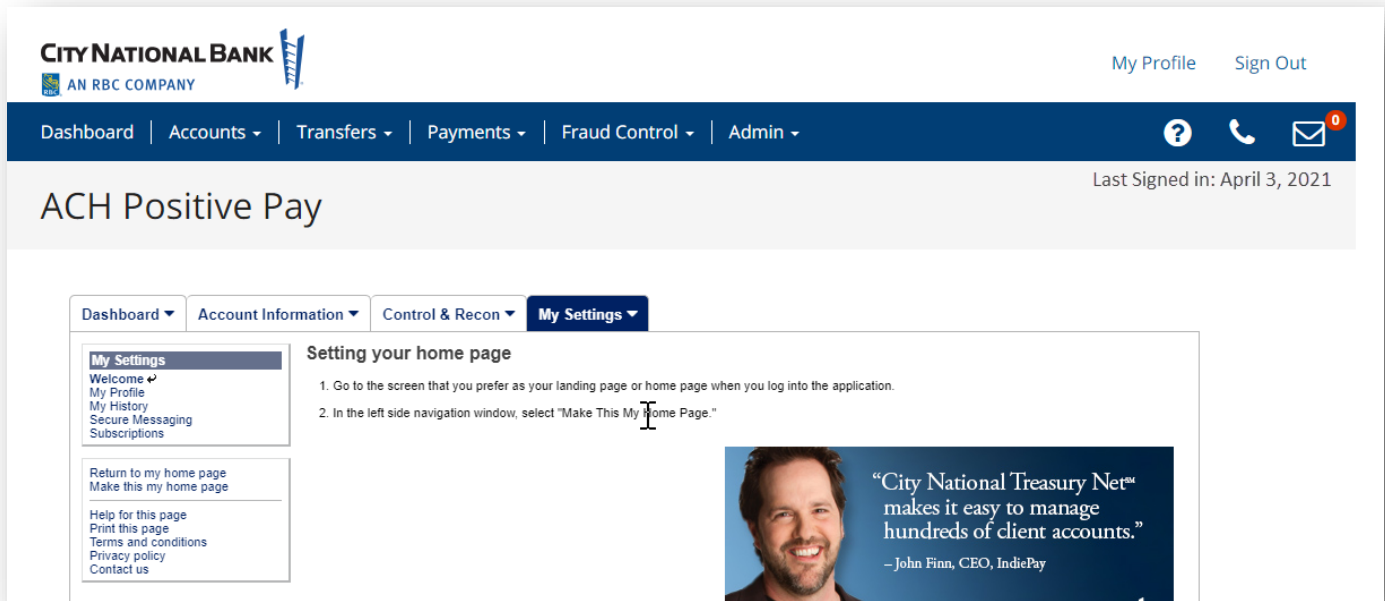 CITY NATIONAL BANK
RBC AN RBC COMPANY
My Profile Sign Out
Dashboard Accounts Transfers Payments Fraud Control Admin ? 0
Last Signed in: April 3, 2021
ACH Positive Pay
Dashboard Account Information Control & Recon My Settings
My Settings
Welcome
My Profile
My History
Secure Messaging
Subscriptions
Return to my home page
Make this my home page
Help for this page
Print this page
Terms and conditions
Privacy policy
Contact us
Setting your home page
1. Go to the screen that you prefer as your landing page or home page when you log into the application.
2. In the left side navigation window, select "Make This My Home Page."
“City National Treasury Net℠
makes it easy to manage
hundreds of client accounts.”
– John Finn, CEO, IndiePay